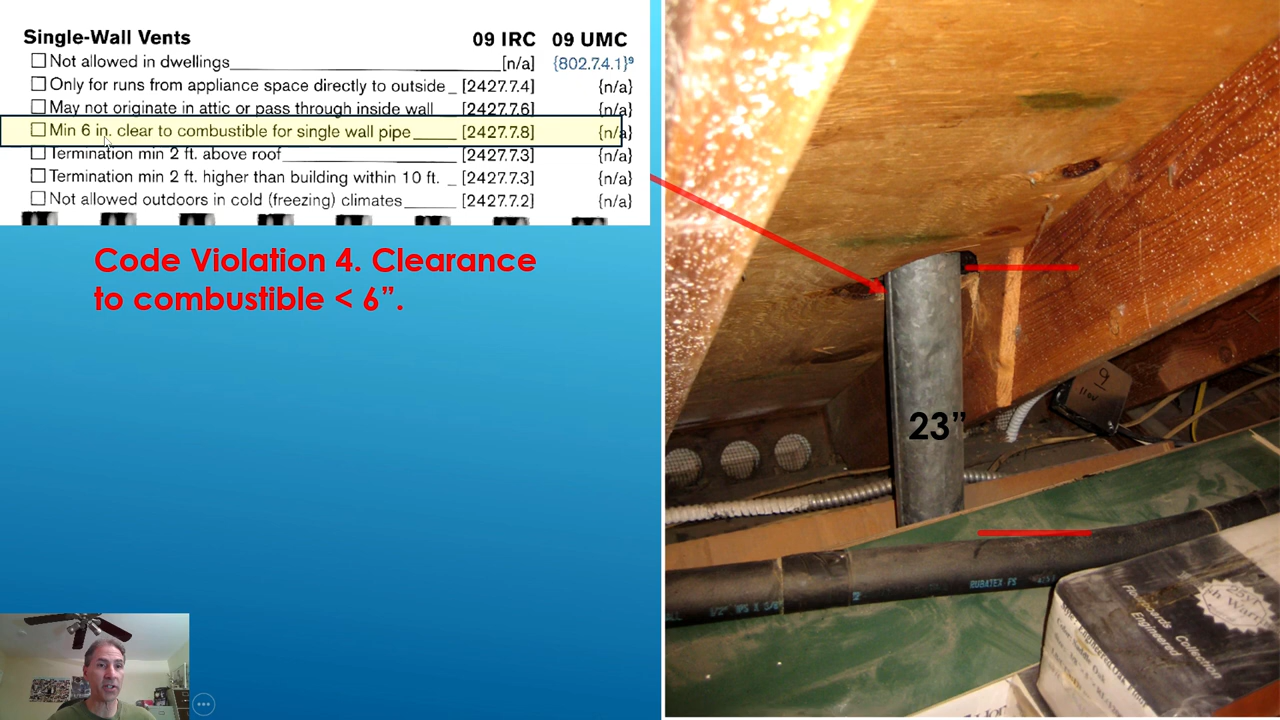 Single-Wall Vents 09 IRC 09 UMC
Not allowed in dwellings [n/a] {802.7.4.1}⁹
Only for runs from appliance space directly to outside [2427.7.4] {n/a}
May not originate in attic or pass through inside wall [2427.7.6] {n/a}
Min 6 in. clear to combustible for single wall pipe [2427.7.8] {n/a}
Termination min 2 ft. above roof [2427.7.3] {n/a}
Termination min 2 ft. higher than building within 10 ft. [2427.7.3] {n/a}
Not allowed outdoors in cold (freezing) climates [2427.7.2] {n/a}
Code Violation 4. Clearance
to combustible < 6”.
9
23”
RUBATEX
Collection
Engineered